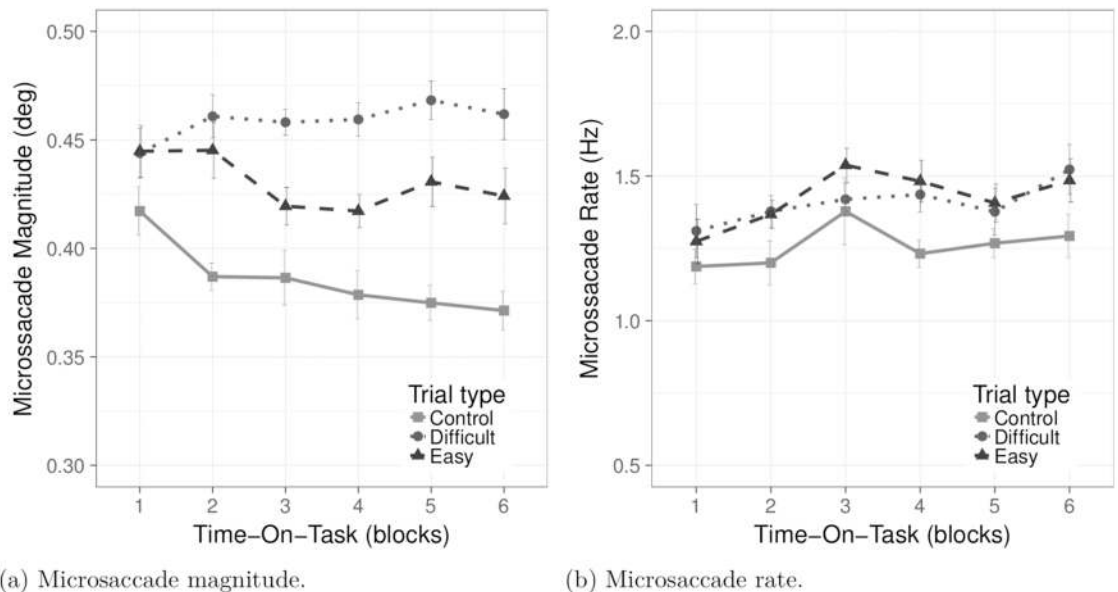 Microssacade Magnitude (deg)
0.50
0.45
0.40
0.35
0.30
Trial type
Control
Difficult
Easy
1 2 3 4 5 6
Time-On-Task (blocks)
(a) Microsaccade magnitude.
Microssacade Rate (Hz)
2.0
1.5
1.0
0.5
Trial type
Control
Difficult
Easy
1 2 3 4 5 6
Time-On-Task (blocks)
(b) Microsaccade rate.